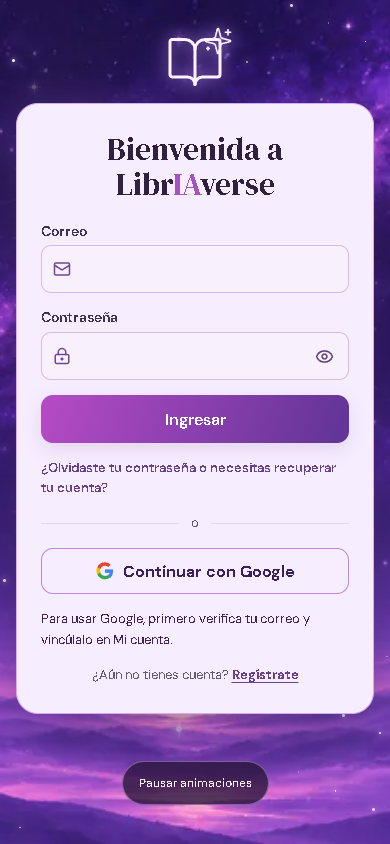 Bienvenida a
LibrIAverse
Correo
Contraseña
Ingresar
¿Olvidaste tu contraseña o necesitas recuperar
tu cuenta?
o
Continuar con Google
Para usar Google, primero verifica tu correo y
vincúlalo en Mi cuenta.
¿Aún no tienes cuenta? Regístrate
Pausar animaciones